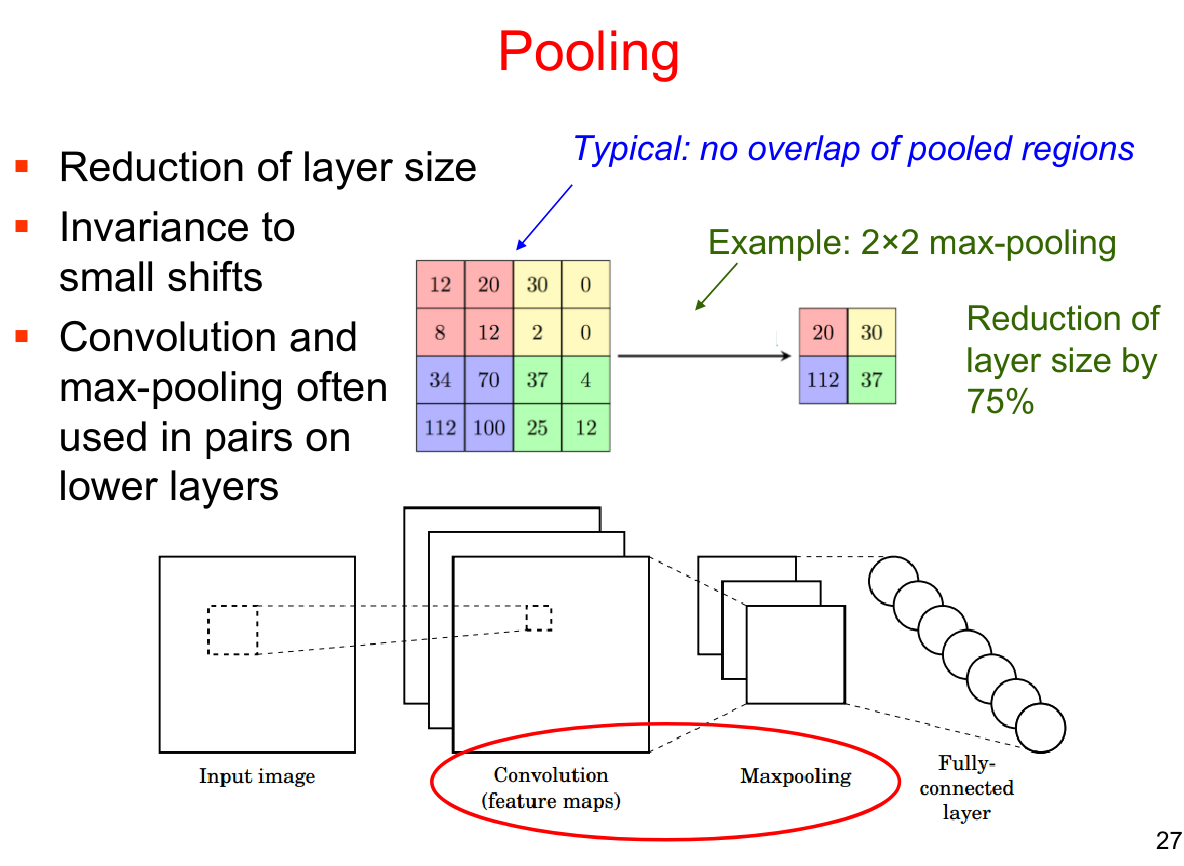 Pooling
▪ Reduction of layer size
▪ Invariance to
small shifts
▪ Convolution and
max-pooling often
used in pairs on
lower layers
Typical: no overlap of pooled regions
Example: 2×2 max-pooling
12 20 30 0
8 12 2 0
34 70 37 4
112 100 25 12
20 30
112 37
Reduction of
layer size by
75%
Input image
Convolution
(feature maps)
Maxpooling
Fully-
connected
layer
27